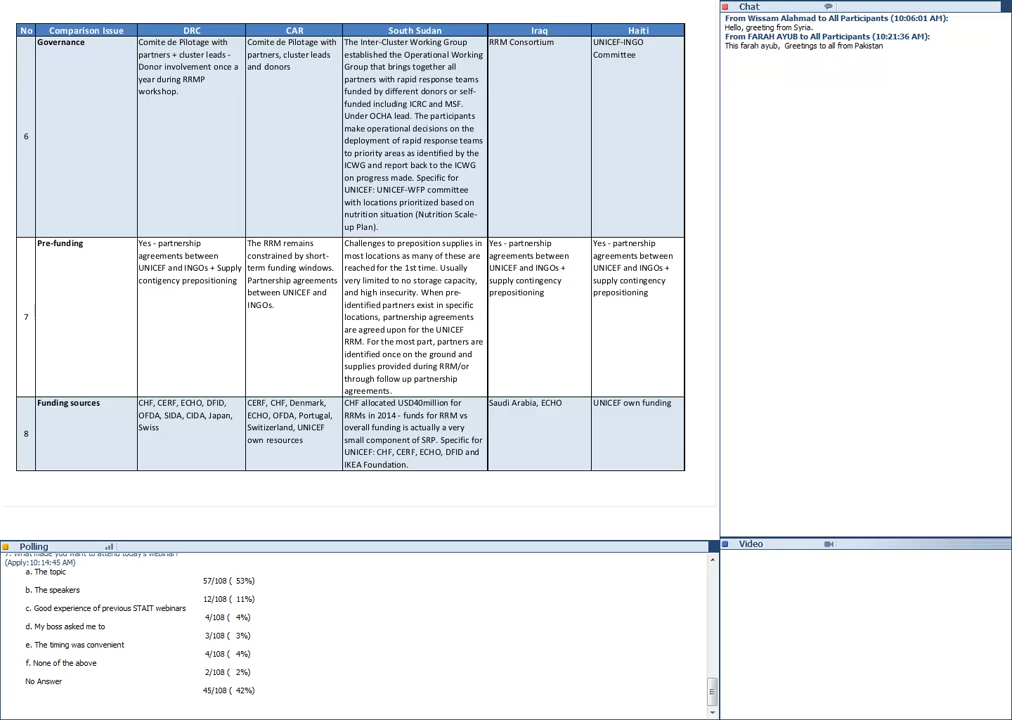 No Comparison Issue DRC CAR South Sudan Iraq Haiti
6
Governance
Comite de Pilotage with
partners + cluster leads -
Donor involvement once a
year during RRMP
workshop.
Comite de Pilotage with
partners, cluster leads
and donors
The Inter-Cluster Working Group
established the Operational Working
Group that brings together all
partners with rapid response teams
funded by different donors or self-
funded including ICRC and MSF.
Under OCHA lead. The participants
make operational decisions on the
deployment of rapid response teams
to priority areas as identified by the
ICWG and report back to the ICWG
on progress made. Specific for
UNICEF: UNICEF-WFP committee
with locations prioritized based on
nutrition situation (Nutrition Scale-
up Plan).
RRM Consortium
UNICEF-INGO
Committee
7
Pre-funding
Yes - partnership
agreements between
UNICEF and INGOs + Supply
contigency prepositioning
The RRM remains
constrained by short-
term funding windows.
Partnership agreements
between UNICEF and
INGOs.
Challenges to preposition supplies in
most locations as many of these are
reached for the 1st time. Usually
very limited to no storage capacity,
and high insecurity. When pre-
identified partners exist in specific
locations, partnership agreements
are agreed upon for the UNICEF
RRM. For the most part, partners are
identified once on the ground and
supplies provided during RRM/or
through follow up partnership
agreements.
Yes - partnership
agreements between
UNICEF and INGOs +
supply contingency
prepositioning
Yes - partnership
agreements between
UNICEF and INGOs +
supply contingency
prepositioning
8
Funding sources
CHF, CERF, ECHO, DFID,
OFDA, SIDA, CIDA, Japan,
Swiss
CERF, CHF, Denmark,
ECHO, OFDA, Portugal,
Switzerland, UNICEF
own resources
CHF allocated USD40million for
RRMs in 2014 - funds for RRM vs
overall funding is actually a very
small component of SRP. Specific for
UNICEF: CHF, CERF, ECHO, DFID and
IKEA Foundation.
Saudi Arabia, ECHO
UNICEF own funding
Chat
From Wissam Alahmad to All Participants (10:06:01 AM):
Hello, greeting from Syria.
From FARAH AYUB to All Participants (10:21:36 AM):
This farah ayub, Greetings to all from Pakistan
Polling
7. What made you want to attend today's webinar?
(Apply:10:14:45 AM)
a. The topic
57/108 ( 53%)
b. The speakers
12/108 ( 11%)
c. Good experience of previous STAIT webinars
4/108 ( 4%)
d. My boss asked me to
3/108 ( 3%)
e. The timing was convenient
4/108 ( 4%)
f. None of the above
2/108 ( 2%)
No Answer
45/108 ( 42%)
Video